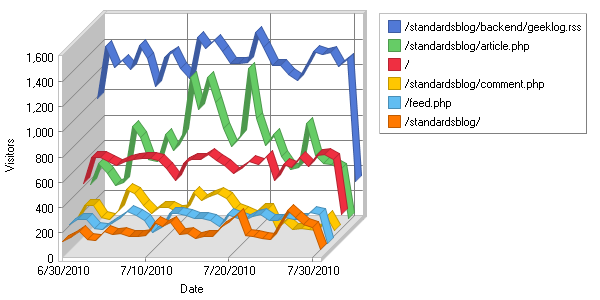 /standardsblog/backend/geeklog.rss
/standardsblog/article.php
/
/standardsblog/comment.php
/feed.php
/standardsblog/
1,600
1,400
1,200
1,000
800
600
400
200
0
Visitors
6/30/2010 7/10/2010 7/20/2010 7/30/2010
Date